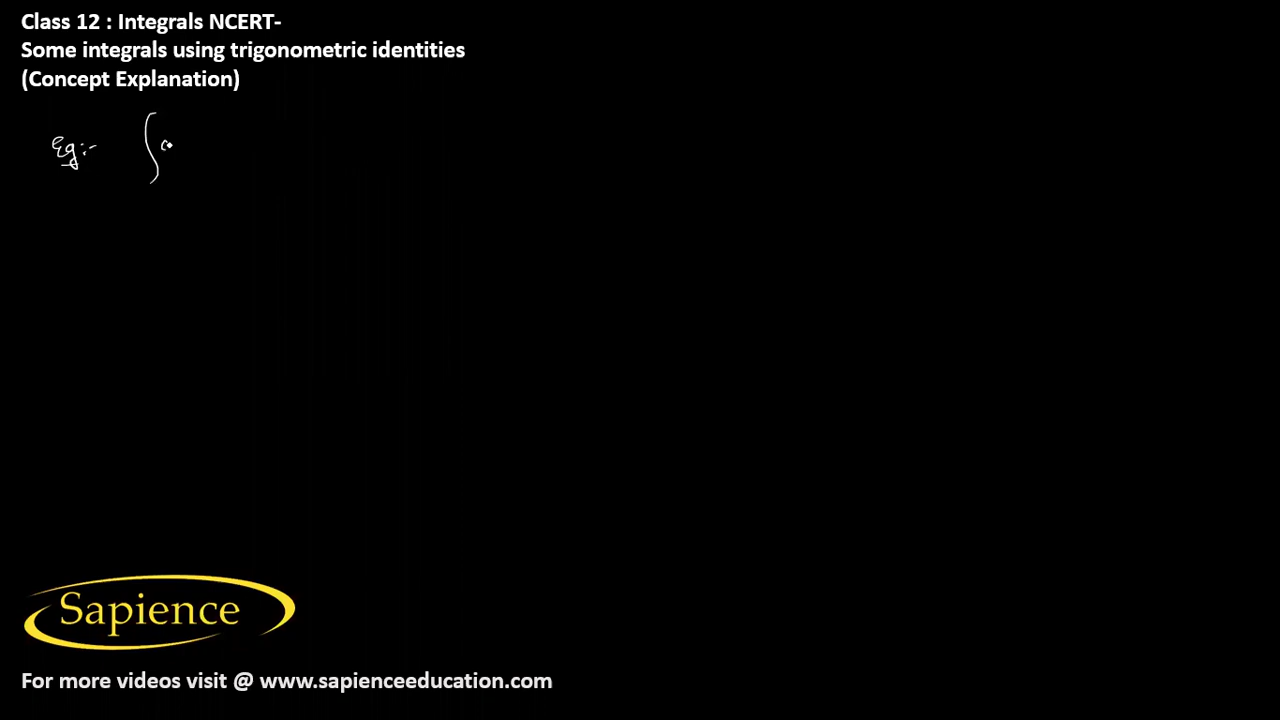 Class 12 : Integrals NCERT-
Some integrals using trigonometric identities
(Concept Explanation)
Eg:- ∫
Sapience
For more videos visit @ www.sapienceeducation.com